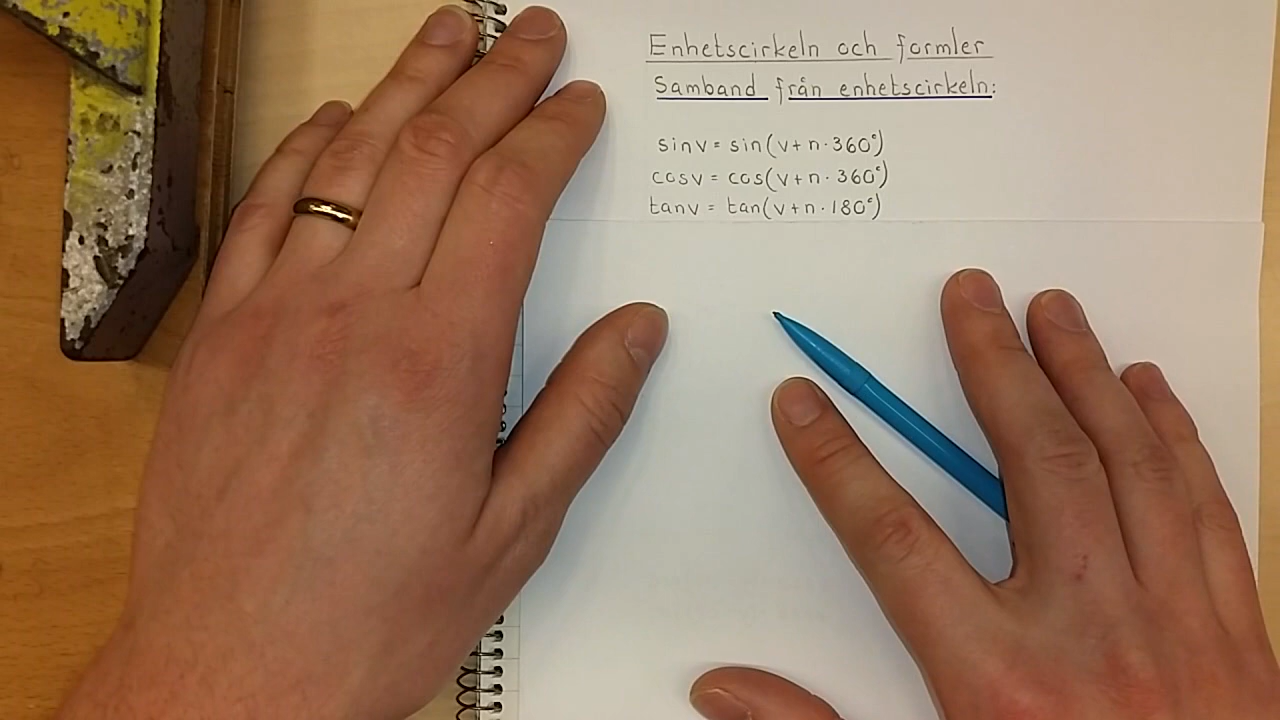 Enhetscirkeln och formler
Samband från enhetscirkeln:
sinv = sin(v+n·360°)
cosv = cos(v+n·360°)
tanv = tan(v+n·180°)